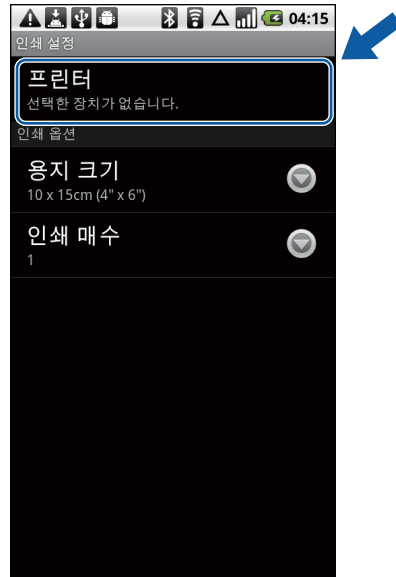 04:15
인쇄 설정
프린터
선택한 장치가 없습니다.
인쇄 옵션
용지 크기
10 x 15cm (4" x 6")
인쇄 매수
1